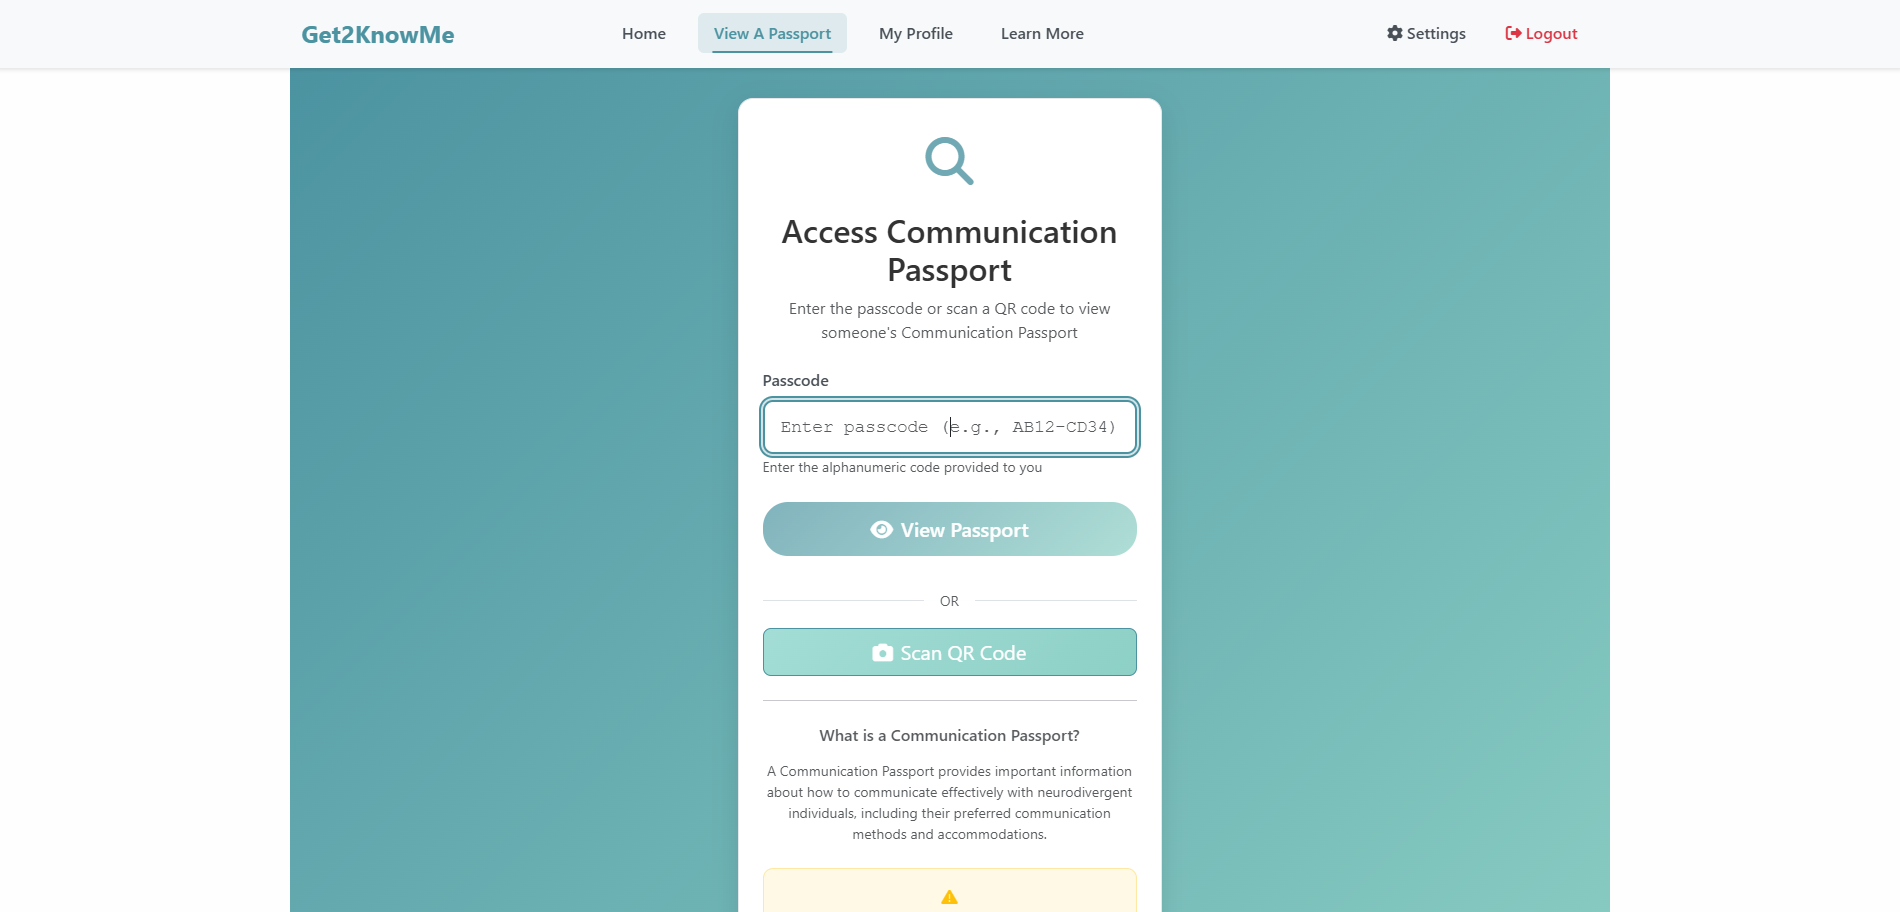 Get2KnowMe
Home
View A Passport
My Profile
Learn More
Settings
Logout
Access Communication
Passport
Enter the passcode or scan a QR code to view
someone's Communication Passport
Passcode
Enter passcode (e.g., AB12-CD34)
Enter the alphanumeric code provided to you
View Passport
OR
Scan QR Code
What is a Communication Passport?
A Communication Passport provides important information
about how to communicate effectively with neurodivergent
individuals, including their preferred communication
methods and accommodations.